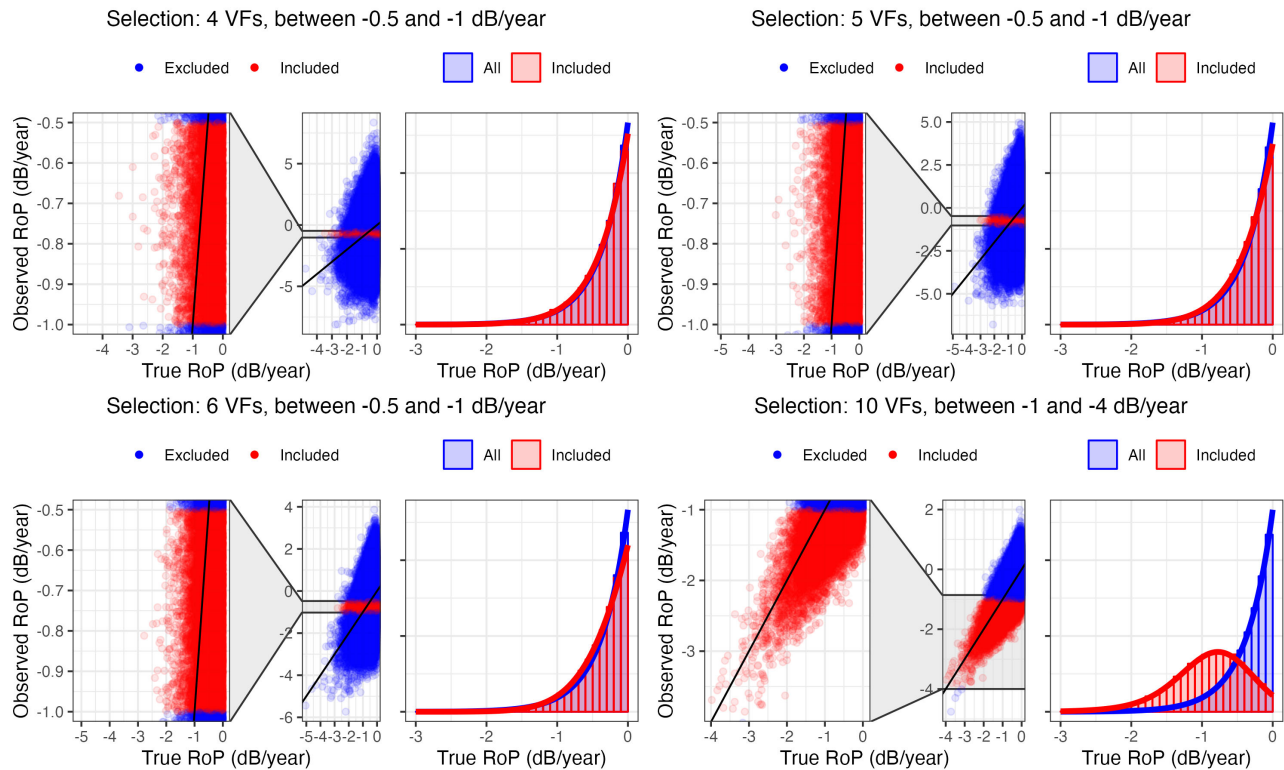 Selection: 4 VFs, between -0.5 and -1 dB/year
Excluded Included All Included
Observed RoP (dB/year)
-0.5
-0.6
-0.7
-0.8
-0.9
-1.0
-4 -3 -2 -1 0
True RoP (dB/year)
5
0
-5
-4 -3 -2 -1 0
-3 -2 -1 0
True RoP (dB/year)
Selection: 5 VFs, between -0.5 and -1 dB/year
Excluded Included All Included
Observed RoP (dB/year)
-0.5
-0.6
-0.7
-0.8
-0.9
-1.0
-5 -4 -3 -2 -1 0
True RoP (dB/year)
5.0
2.5
0.0
-2.5
-5.0
-5 -4 -3 -2 -1 0
-3 -2 -1 0
True RoP (dB/year)
Selection: 6 VFs, between -0.5 and -1 dB/year
Excluded Included All Included
Observed RoP (dB/year)
-0.5
-0.6
-0.7
-0.8
-0.9
-1.0
-5 -4 -3 -2 -1 0
True RoP (dB/year)
4
2
0
-2
-4
-6
-5 -4 -3 -2 -1 0
-3 -2 -1 0
True RoP (dB/year)
Selection: 10 VFs, between -1 and -4 dB/year
Excluded Included All Included
Observed RoP (dB/year)
-1
-2
-3
-4 -3 -2 -1 0
True RoP (dB/year)
2
0
-2
-4
-4 -3 -2 -1 0
-3 -2 -1 0
True RoP (dB/year)